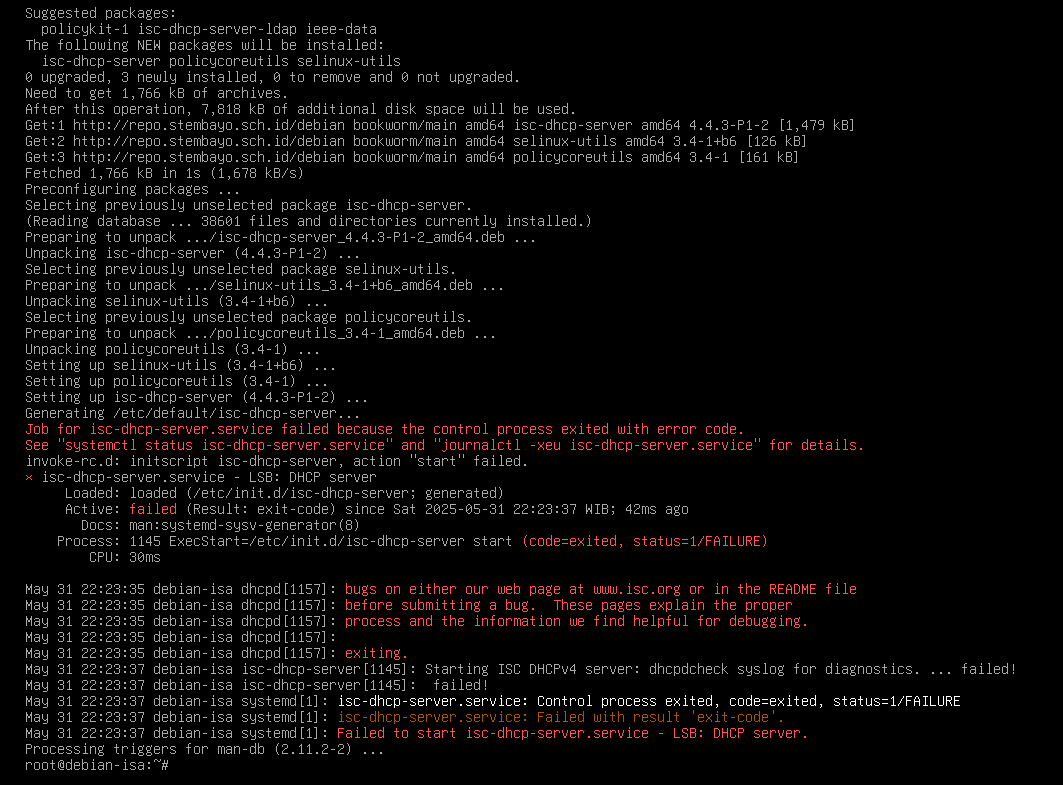 Suggested packages:
  policykit-1 isc-dhcp-server-ldap ieee-data
The following NEW packages will be installed:
  isc-dhcp-server policycoreutils selinux-utils
0 upgraded, 3 newly installed, 0 to remove and 0 not upgraded.
Need to get 1,766 kB of archives.
After this operation, 7,818 kB of additional disk space will be used.
Get:1 http://repo.stembayo.sch.id/debian bookworm/main amd64 isc-dhcp-server amd64 4.4.3-P1-2 [1,479 kB]
Get:2 http://repo.stembayo.sch.id/debian bookworm/main amd64 selinux-utils amd64 3.4-1+b6 [126 kB]
Get:3 http://repo.stembayo.sch.id/debian bookworm/main amd64 policycoreutils amd64 3.4-1 [161 kB]
Fetched 1,766 kB in 1s (1,678 kB/s)
Preconfiguring packages ...
Selecting previously unselected package isc-dhcp-server.
(Reading database ... 38601 files and directories currently installed.)
Preparing to unpack .../isc-dhcp-server_4.4.3-P1-2_amd64.deb ...
Unpacking isc-dhcp-server (4.4.3-P1-2) ...
Selecting previously unselected package selinux-utils.
Preparing to unpack .../selinux-utils_3.4-1+b6_amd64.deb ...
Unpacking selinux-utils (3.4-1+b6) ...
Selecting previously unselected package policycoreutils.
Preparing to unpack .../policycoreutils_3.4-1_amd64.deb ...
Unpacking policycoreutils (3.4-1) ...
Setting up selinux-utils (3.4-1+b6) ...
Setting up policycoreutils (3.4-1) ...
Setting up isc-dhcp-server (4.4.3-P1-2) ...
Generating /etc/default/isc-dhcp-server...
Job for isc-dhcp-server.service failed because the control process exited with error code.
See "systemctl status isc-dhcp-server.service" and "journalctl -xeu isc-dhcp-server.service" for details.
invoke-rc.d: initscript isc-dhcp-server, action "start" failed.
× isc-dhcp-server.service - LSB: DHCP server
     Loaded: loaded (/etc/init.d/isc-dhcp-server; generated)
     Active: failed (Result: exit-code) since Sat 2025-05-31 22:23:37 WIB; 42ms ago
       Docs: man:systemd-sysv-generator(8)
    Process: 1145 ExecStart=/etc/init.d/isc-dhcp-server start (code=exited, status=1/FAILURE)
        CPU: 30ms

May 31 22:23:35 debian-isa dhcpd[1157]: bugs on either our web page at www.isc.org or in the README file
May 31 22:23:35 debian-isa dhcpd[1157]: before submitting a bug.  These pages explain the proper
May 31 22:23:35 debian-isa dhcpd[1157]: process and the information we find helpful for debugging.
May 31 22:23:35 debian-isa dhcpd[1157]:
May 31 22:23:35 debian-isa dhcpd[1157]: exiting.
May 31 22:23:37 debian-isa isc-dhcp-server[1145]: Starting ISC DHCPv4 server: dhcpdcheck syslog for diagnostics. ... failed!
May 31 22:23:37 debian-isa isc-dhcp-server[1145]:  failed!
May 31 22:23:37 debian-isa systemd[1]: isc-dhcp-server.service: Control process exited, code=exited, status=1/FAILURE
May 31 22:23:37 debian-isa systemd[1]: isc-dhcp-server.service: Failed with result 'exit-code'.
May 31 22:23:37 debian-isa systemd[1]: Failed to start isc-dhcp-server.service - LSB: DHCP server.
Processing triggers for man-db (2.11.2-2) ...
root@debian-isa:~#